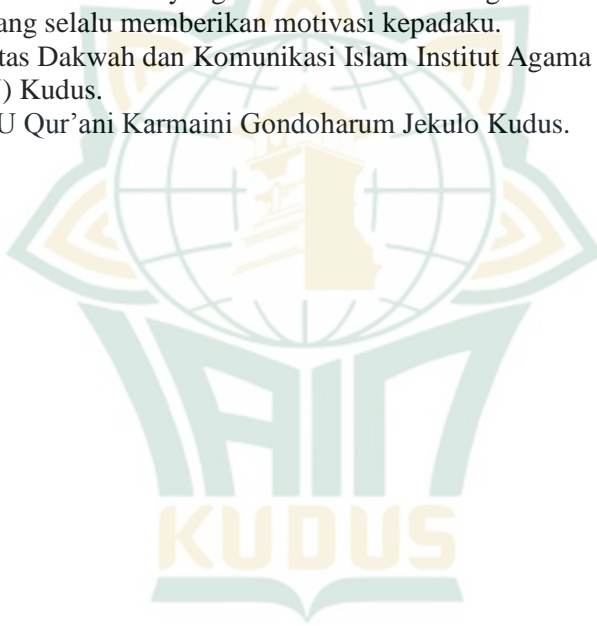 ang selalu memberikan motivasi kepadaku.
tas Dakwah dan Komunikasi Islam Institut Agama
) Kudus.
U Qur’ani Karmaini Gondoharum Jekulo Kudus.
IAIN
KUDUS